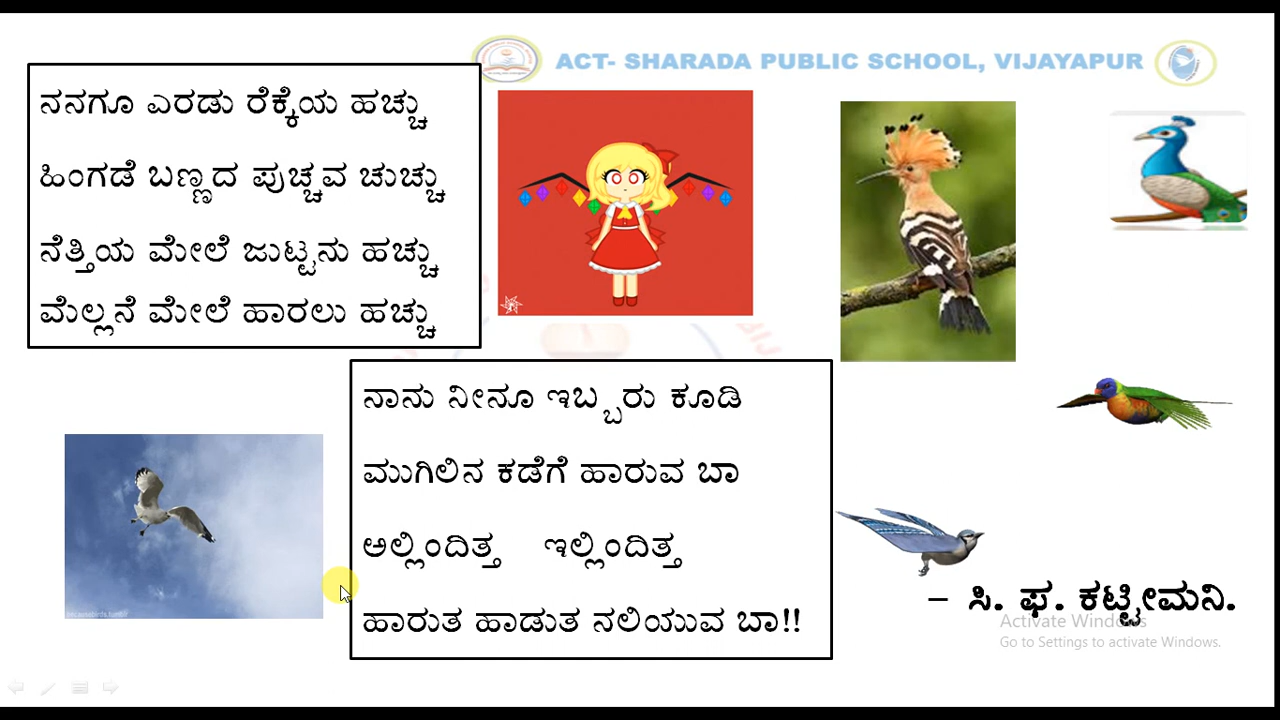 ACT- SHARADA PUBLIC SCHOOL, VIJAYAPUR
ನನಗೂ ಎರಡು ರೆಕ್ಕೆಯ ಹಚ್ಚು
ಹಿಂಗಡೆ ಬಣ್ಣದ ಪುಚ್ಚವ ಚುಚ್ಚು
ನೆತ್ತಿಯ ಮೇಲೆ ಜುಟ್ಟನು ಹಚ್ಚು
ಮೆಲ್ಲನೆ ಮೇಲೆ ಹಾರಲು ಹಚ್ಚು
ನಾನು ನೀನೂ ಇಬ್ಬರು ಕೂಡಿ
ಮುಗಿಲಿನ ಕಡೆಗೆ ಹಾರುವ ಬಾ
ಅಲ್ಲಿಂದಿತ್ತ ಇಲ್ಲಿಂದಿತ್ತ
ಹಾರುತ ಹಾಡುತ ನಲಿಯುವ ಬಾ!!
– ಸಿ. ಫ. ಕಟ್ಟೀಮನಿ.
Activate Windows
Go to Settings to activate Windows.